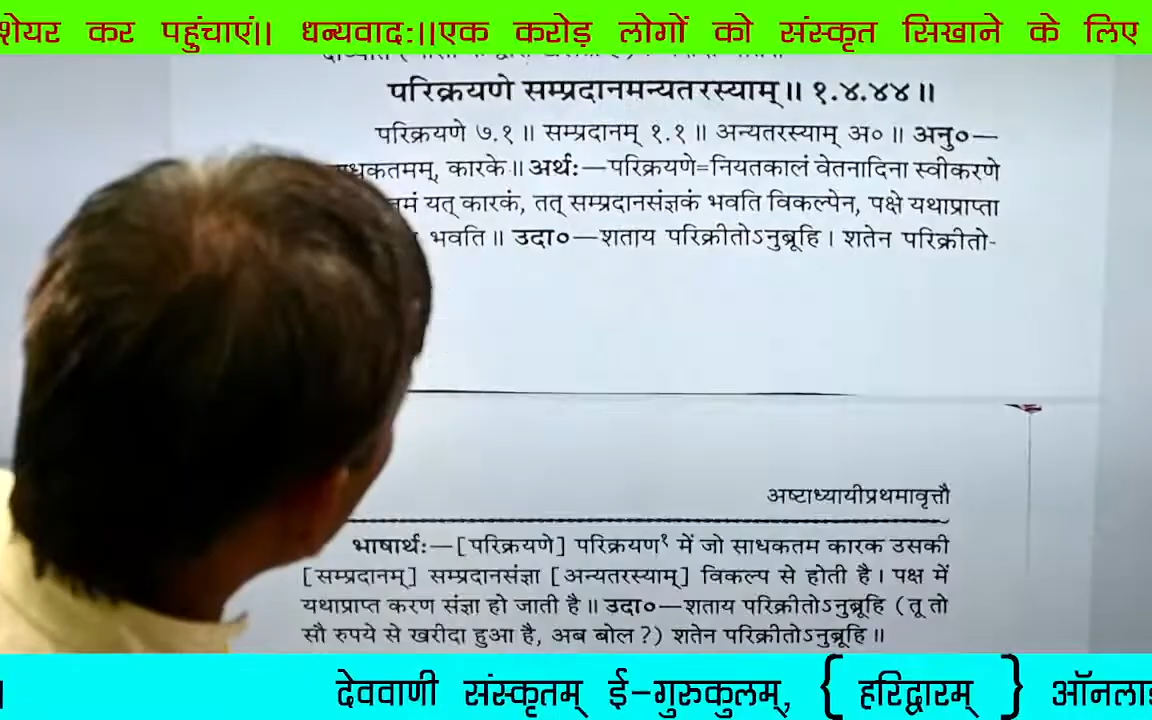 शेयर कर पहुंचाएं|| धन्यवाद:||एक करोड़ लोगों को संस्कृत सिखाने के लिए
परिक्रयणे सम्प्रदानमन्यतरस्याम्॥ १.४.४४॥
परिक्रयणे ७.१॥ सम्प्रदानम् १.१॥ अन्यतरस्याम् अ०॥ अनु०—
कारके॥ अर्थः—परिक्रयणे=नियतकालं वेतनादिना स्वीकरणे
यत् कारकं, तत् सम्प्रदानसंज्ञकं भवति विकल्पेन, पक्षे यथाप्राप्ता
भवति॥ उदा०—शताय परिक्रीतोऽनुब्रूहि। शतेन परिक्रीतो-
अष्टाध्यायीप्रथमावृत्तौ
भाषार्थः—[परिक्रयणे] परिक्रयण१ में जो साधकतम कारक उसकी
[सम्प्रदानम्] सम्प्रदानसंज्ञा [अन्यतरस्याम्] विकल्प से होती है। पक्ष में
यथाप्राप्त करण संज्ञा हो जाती है॥ उदा०—शताय परिक्रीतोऽनुब्रूहि (तू तो
सौ रुपये से खरीदा हुआ है, अब बोल?) शतेन परिक्रीतोऽनुब्रूहि॥
देववाणी संस्कृतम् ई-गुरुकुलम्, { हरिद्वारम् }